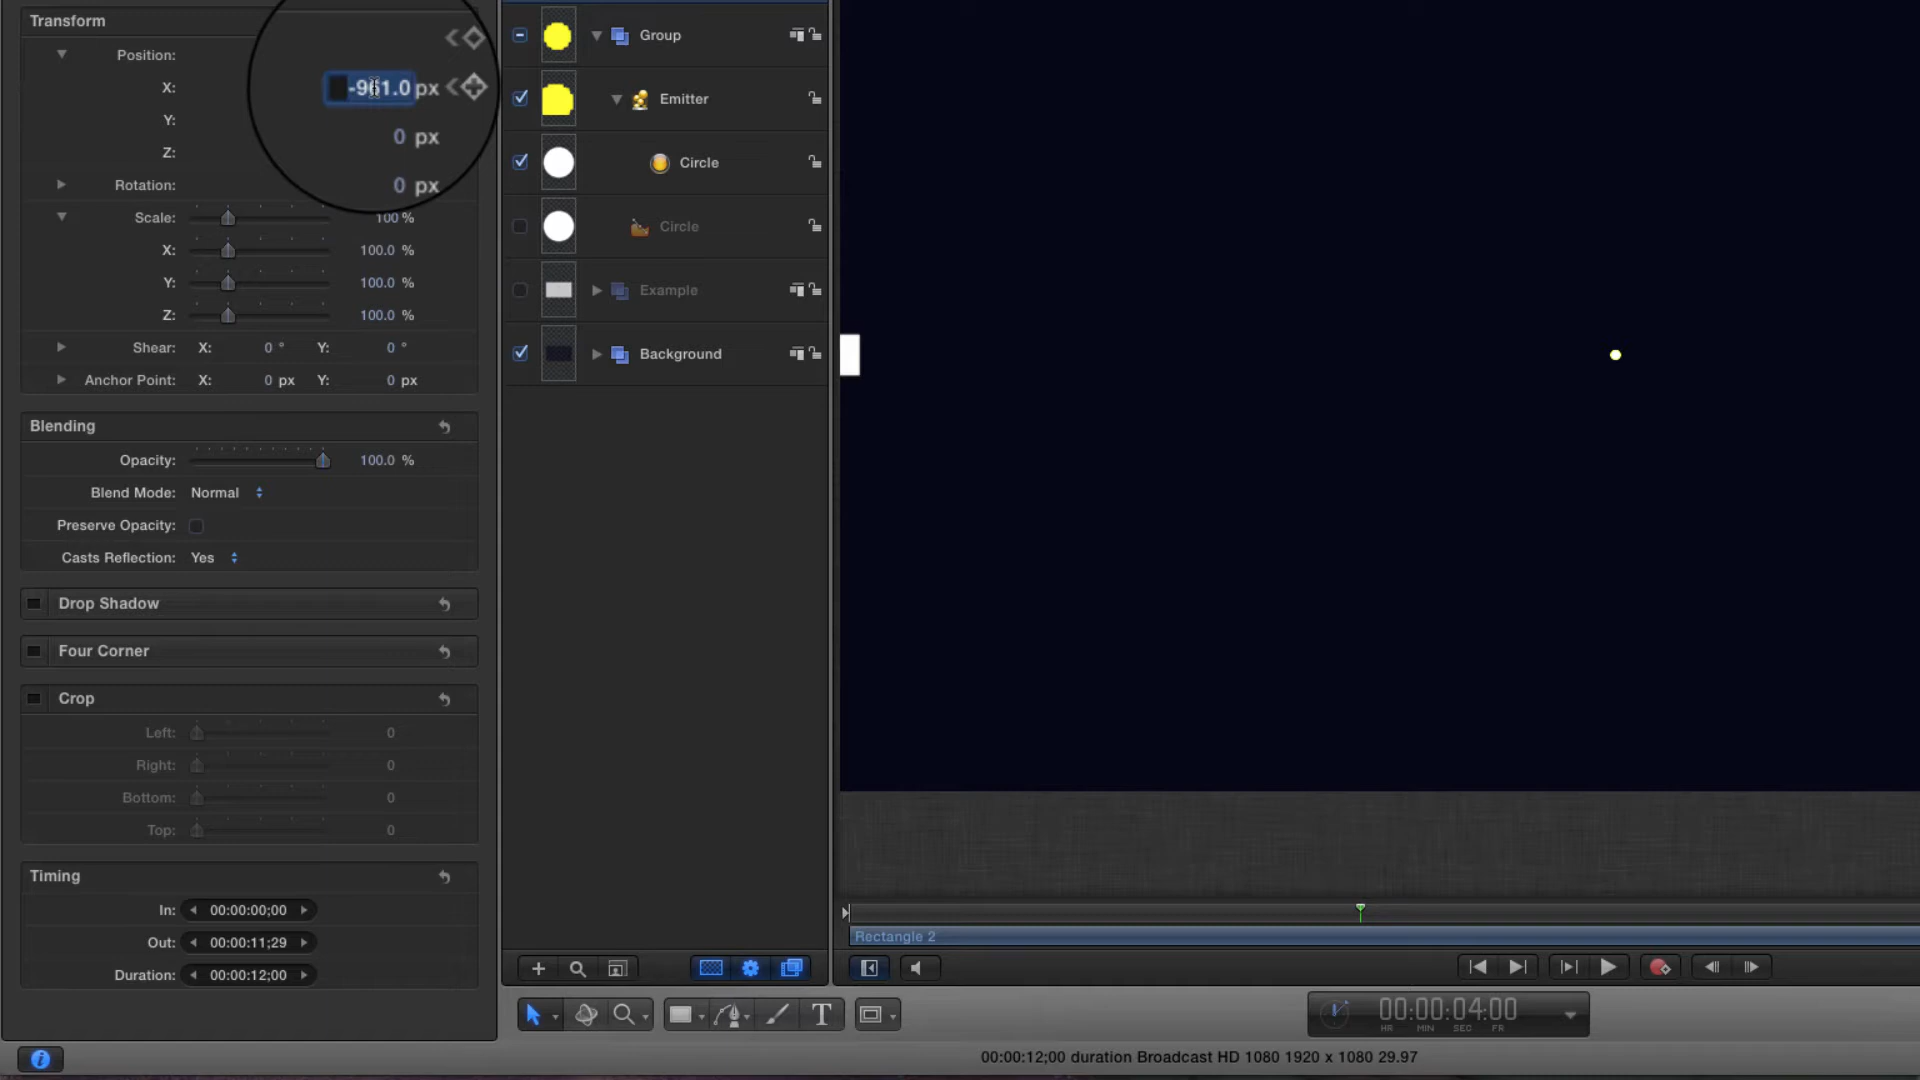 Transform
Position:
X: -961.0 px
Y: 0 px
Z: 0 px
Rotation:
Scale: 100 %
X: 100.0 %
Y: 100.0 %
Z: 100.0 %
Shear: X: 0 ° Y: 0 °
Anchor Point: X: 0 px Y: 0 px
Blending
Opacity: 100.0 %
Blend Mode: Normal
Preserve Opacity:
Casts Reflection: Yes
Drop Shadow
Four Corner
Crop
Left: 0
Right: 0
Bottom: 0
Top: 0
Timing
In: 00:00:00;00
Out: 00:00:11;29
Duration: 00:00:12;00
Group
Emitter
Circle
Circle
Example
Background
Rectangle 2
T
00:00:04:00
HR MIN SEC FR
00:00:12;00 duration Broadcast HD 1080 1920 x 1080 29.97